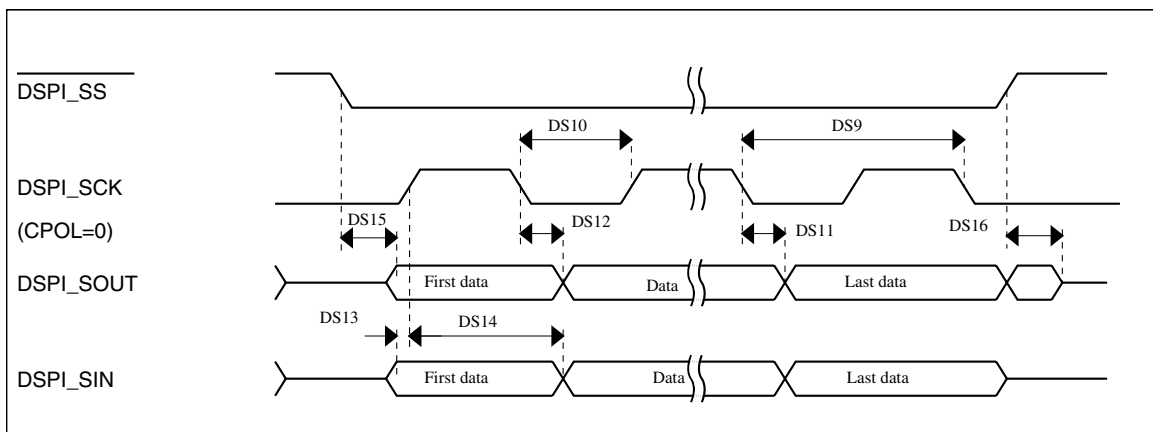 DSPI_SS
DS10
DS9
DSPI_SCK
DS15
DS12
DS11
DS16
(CPOL=0)
DSPI_SOUT
First data
Data
Last data
DS13
DS14
DSPI_SIN
First data
Data
Last data